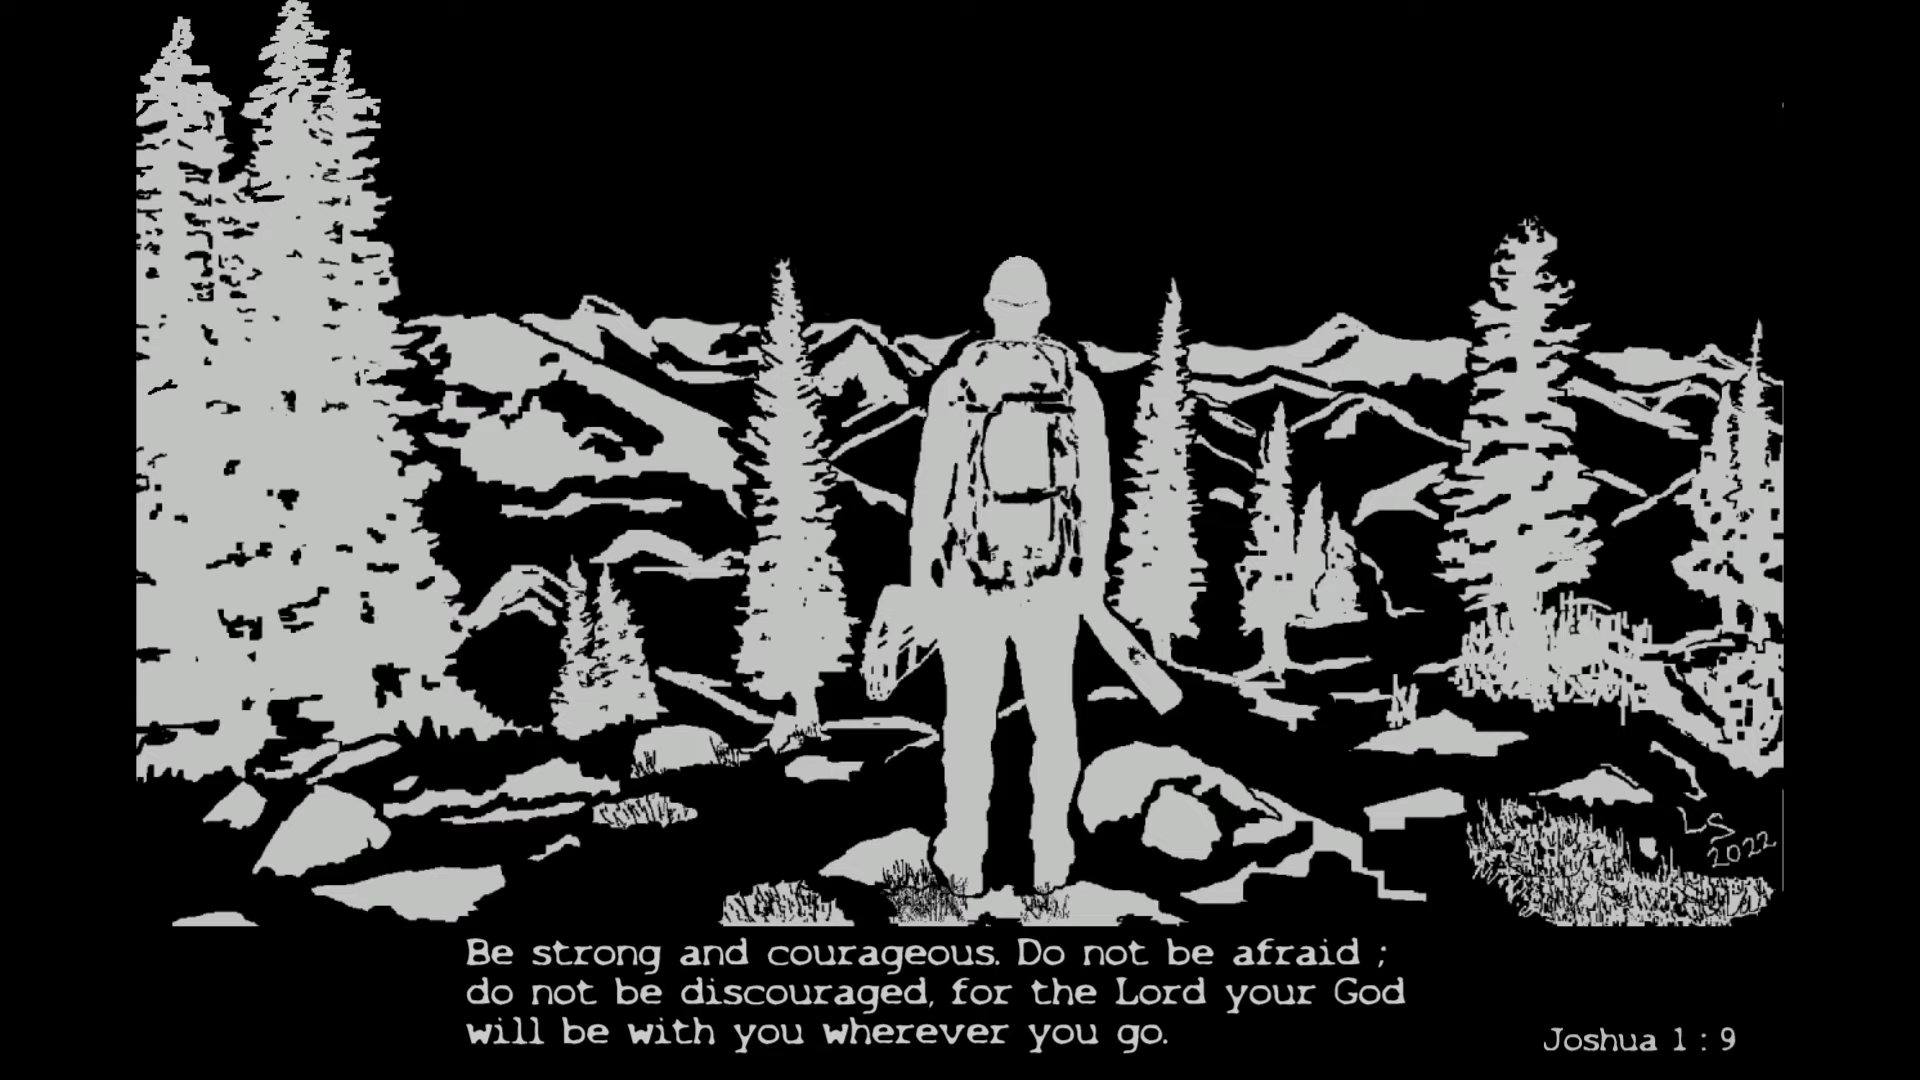 LS
2022
Be strong and courageous. Do not be afraid ;
do not be discouraged, for the Lord your God
will be with you wherever you go.
Joshua 1 : 9